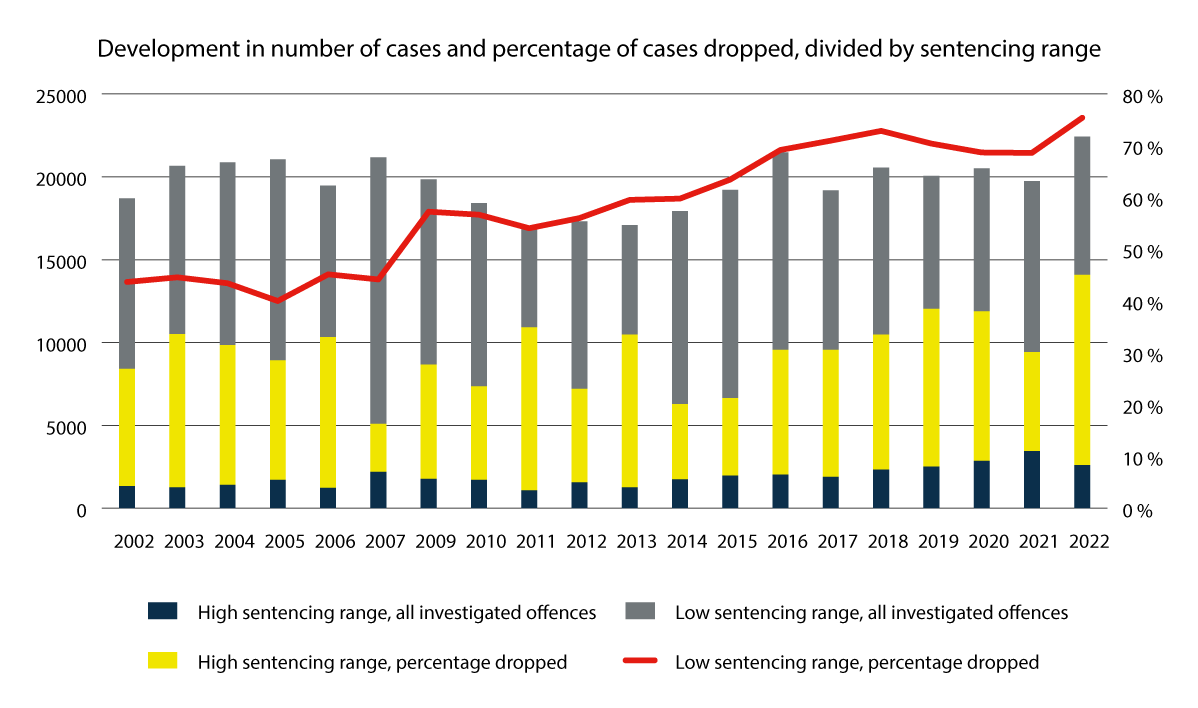 Development in number of cases and percentage of cases dropped, divided by sentencing range
25000 80 %
70 %
20000
60 %
15000
50 %
40 %
10000
30 %
20 %
5000
10 %
0 0 %
2002 2003 2004 2005 2006 2007 2009 2010 2011 2012 2013 2014 2015 2016 2017 2018 2019 2020 2021 2022
High sentencing range, all investigated offences Low sentencing range, all investigated offences
High sentencing range, percentage dropped Low sentencing range, percentage dropped